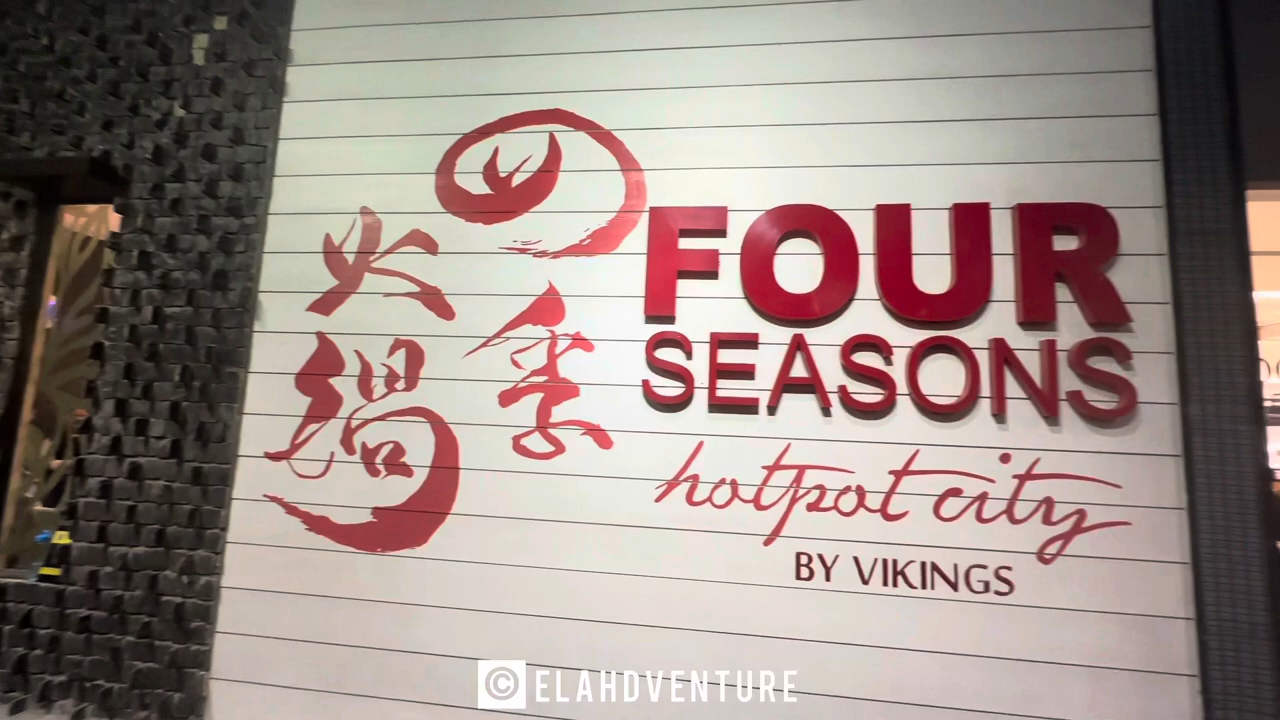 四季
火鍋
FOUR
SEASONS
hotpot city
BY VIKINGS
© ELAHDVENTURE